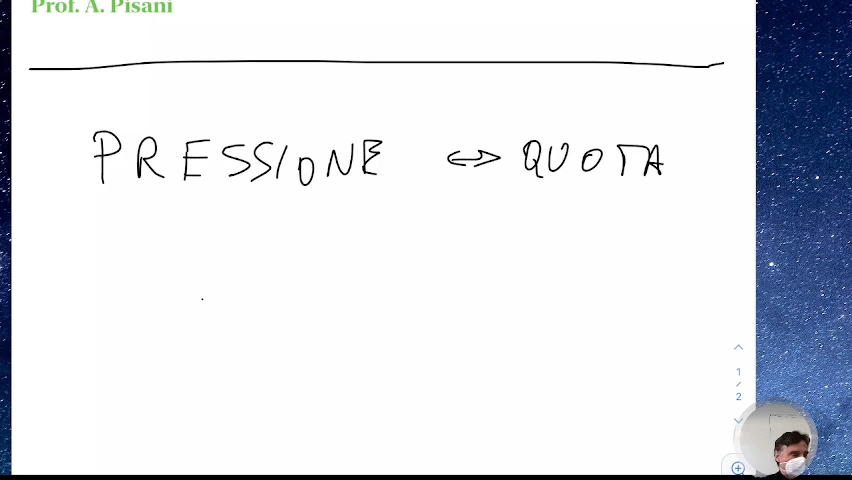 Prof. A. Pisani
PRESSIONE ↔ QUOTA
1
/
2